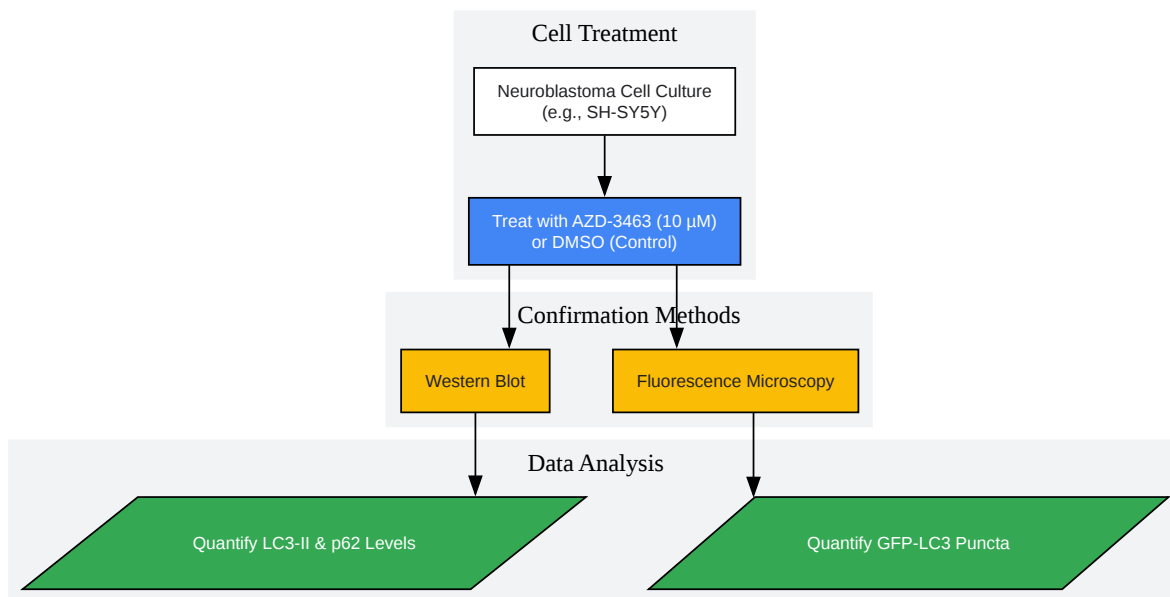 Cell Treatment
Neuroblastoma Cell Culture
(e.g., SH-SY5Y)
Treat with AZD-3463 (10 µM)
or DMSO (Control)
Confirmation Methods
Western Blot
Fluorescence Microscopy
Data Analysis
Quantify LC3-II & p62 Levels
Quantify GFP-LC3 Puncta